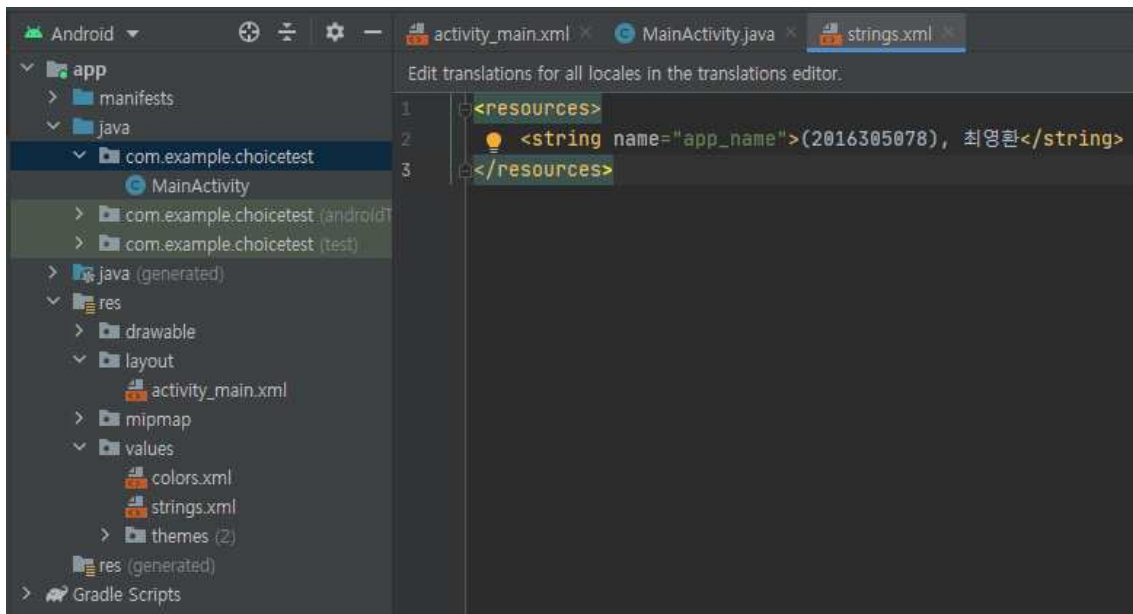 Android
app
manifests
java
com.example.choicetest
MainActivity
com.example.choicetest (androidT
com.example.choicetest (test)
java (generated)
res
drawable
layout
activity_main.xml
mipmap
values
colors.xml
strings.xml
themes (2)
res (generated)
Gradle Scripts
activity_main.xml MainActivity.java strings.xml
Edit translations for all locales in the translations editor.
1 <resources>
2 <string name="app_name">(2016305078), 최영환</string>
3 </resources>